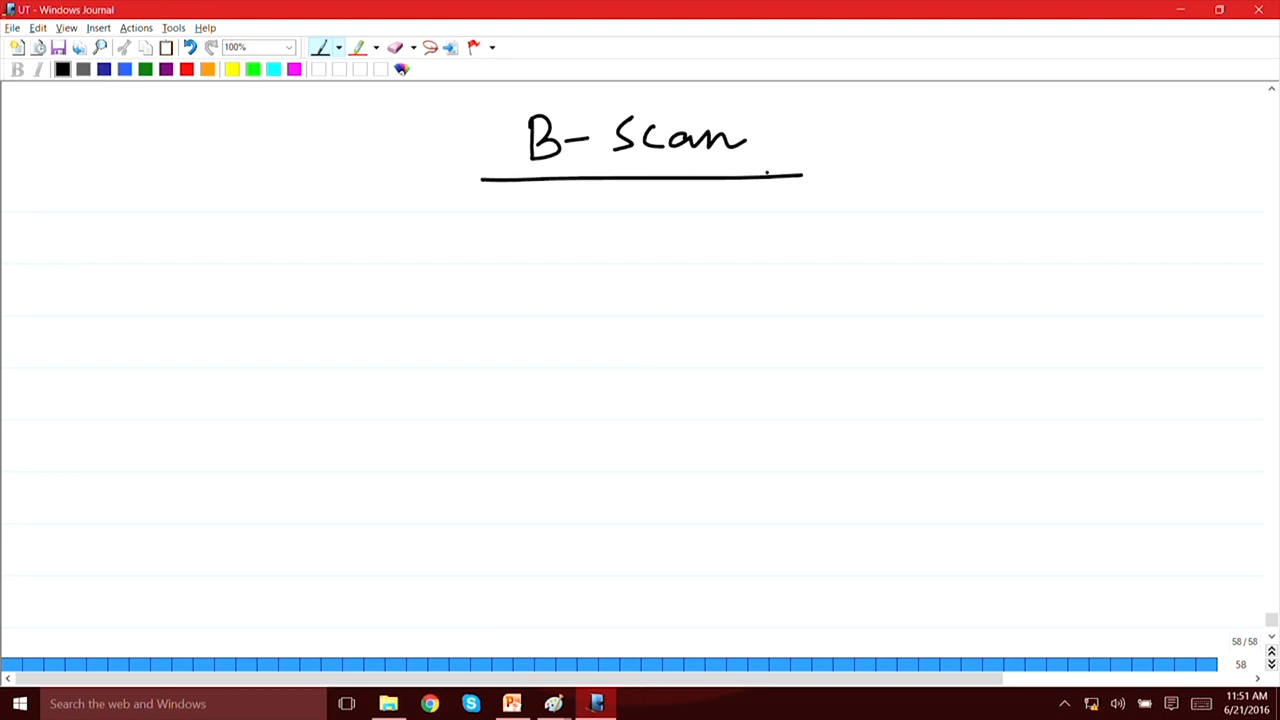 UT - Windows Journal
File Edit View Insert Actions Tools Help
100%
B I
B- Scan
58 / 58
58
Search the web and Windows
11:51 AM
6/21/2016